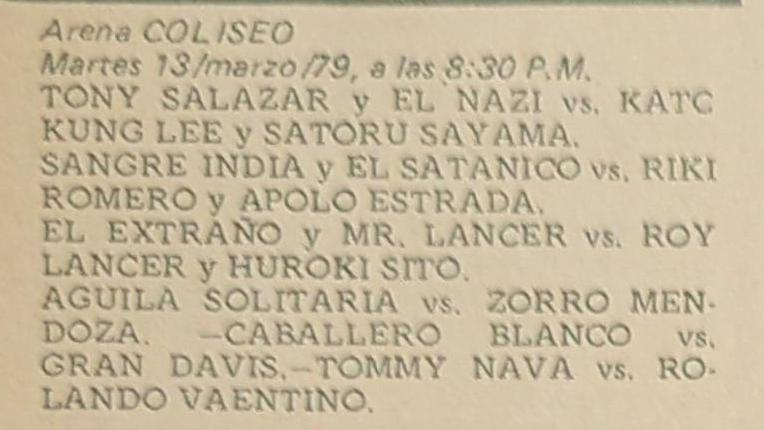 Arena COLISEO
Martes 13/marzo/79, a las 8:30 P.M.
TONY SALAZAR y EL NAZI vs. KATO
KUNG LEE y SATORU SAYAMA.
SANGRE INDIA y EL SATANICO vs. RIKI
ROMERO y APOLO ESTRADA.
EL EXTRAÑO y MR. LANCER vs. ROY
LANCER y HUROKI SITO.
AGUILA SOLITARIA vs. ZORRO MEN-
DOZA. —CABALLERO BLANCO vs.
GRAN DAVIS.—TOMMY NAVA vs. RO-
LANDO VAENTINO.